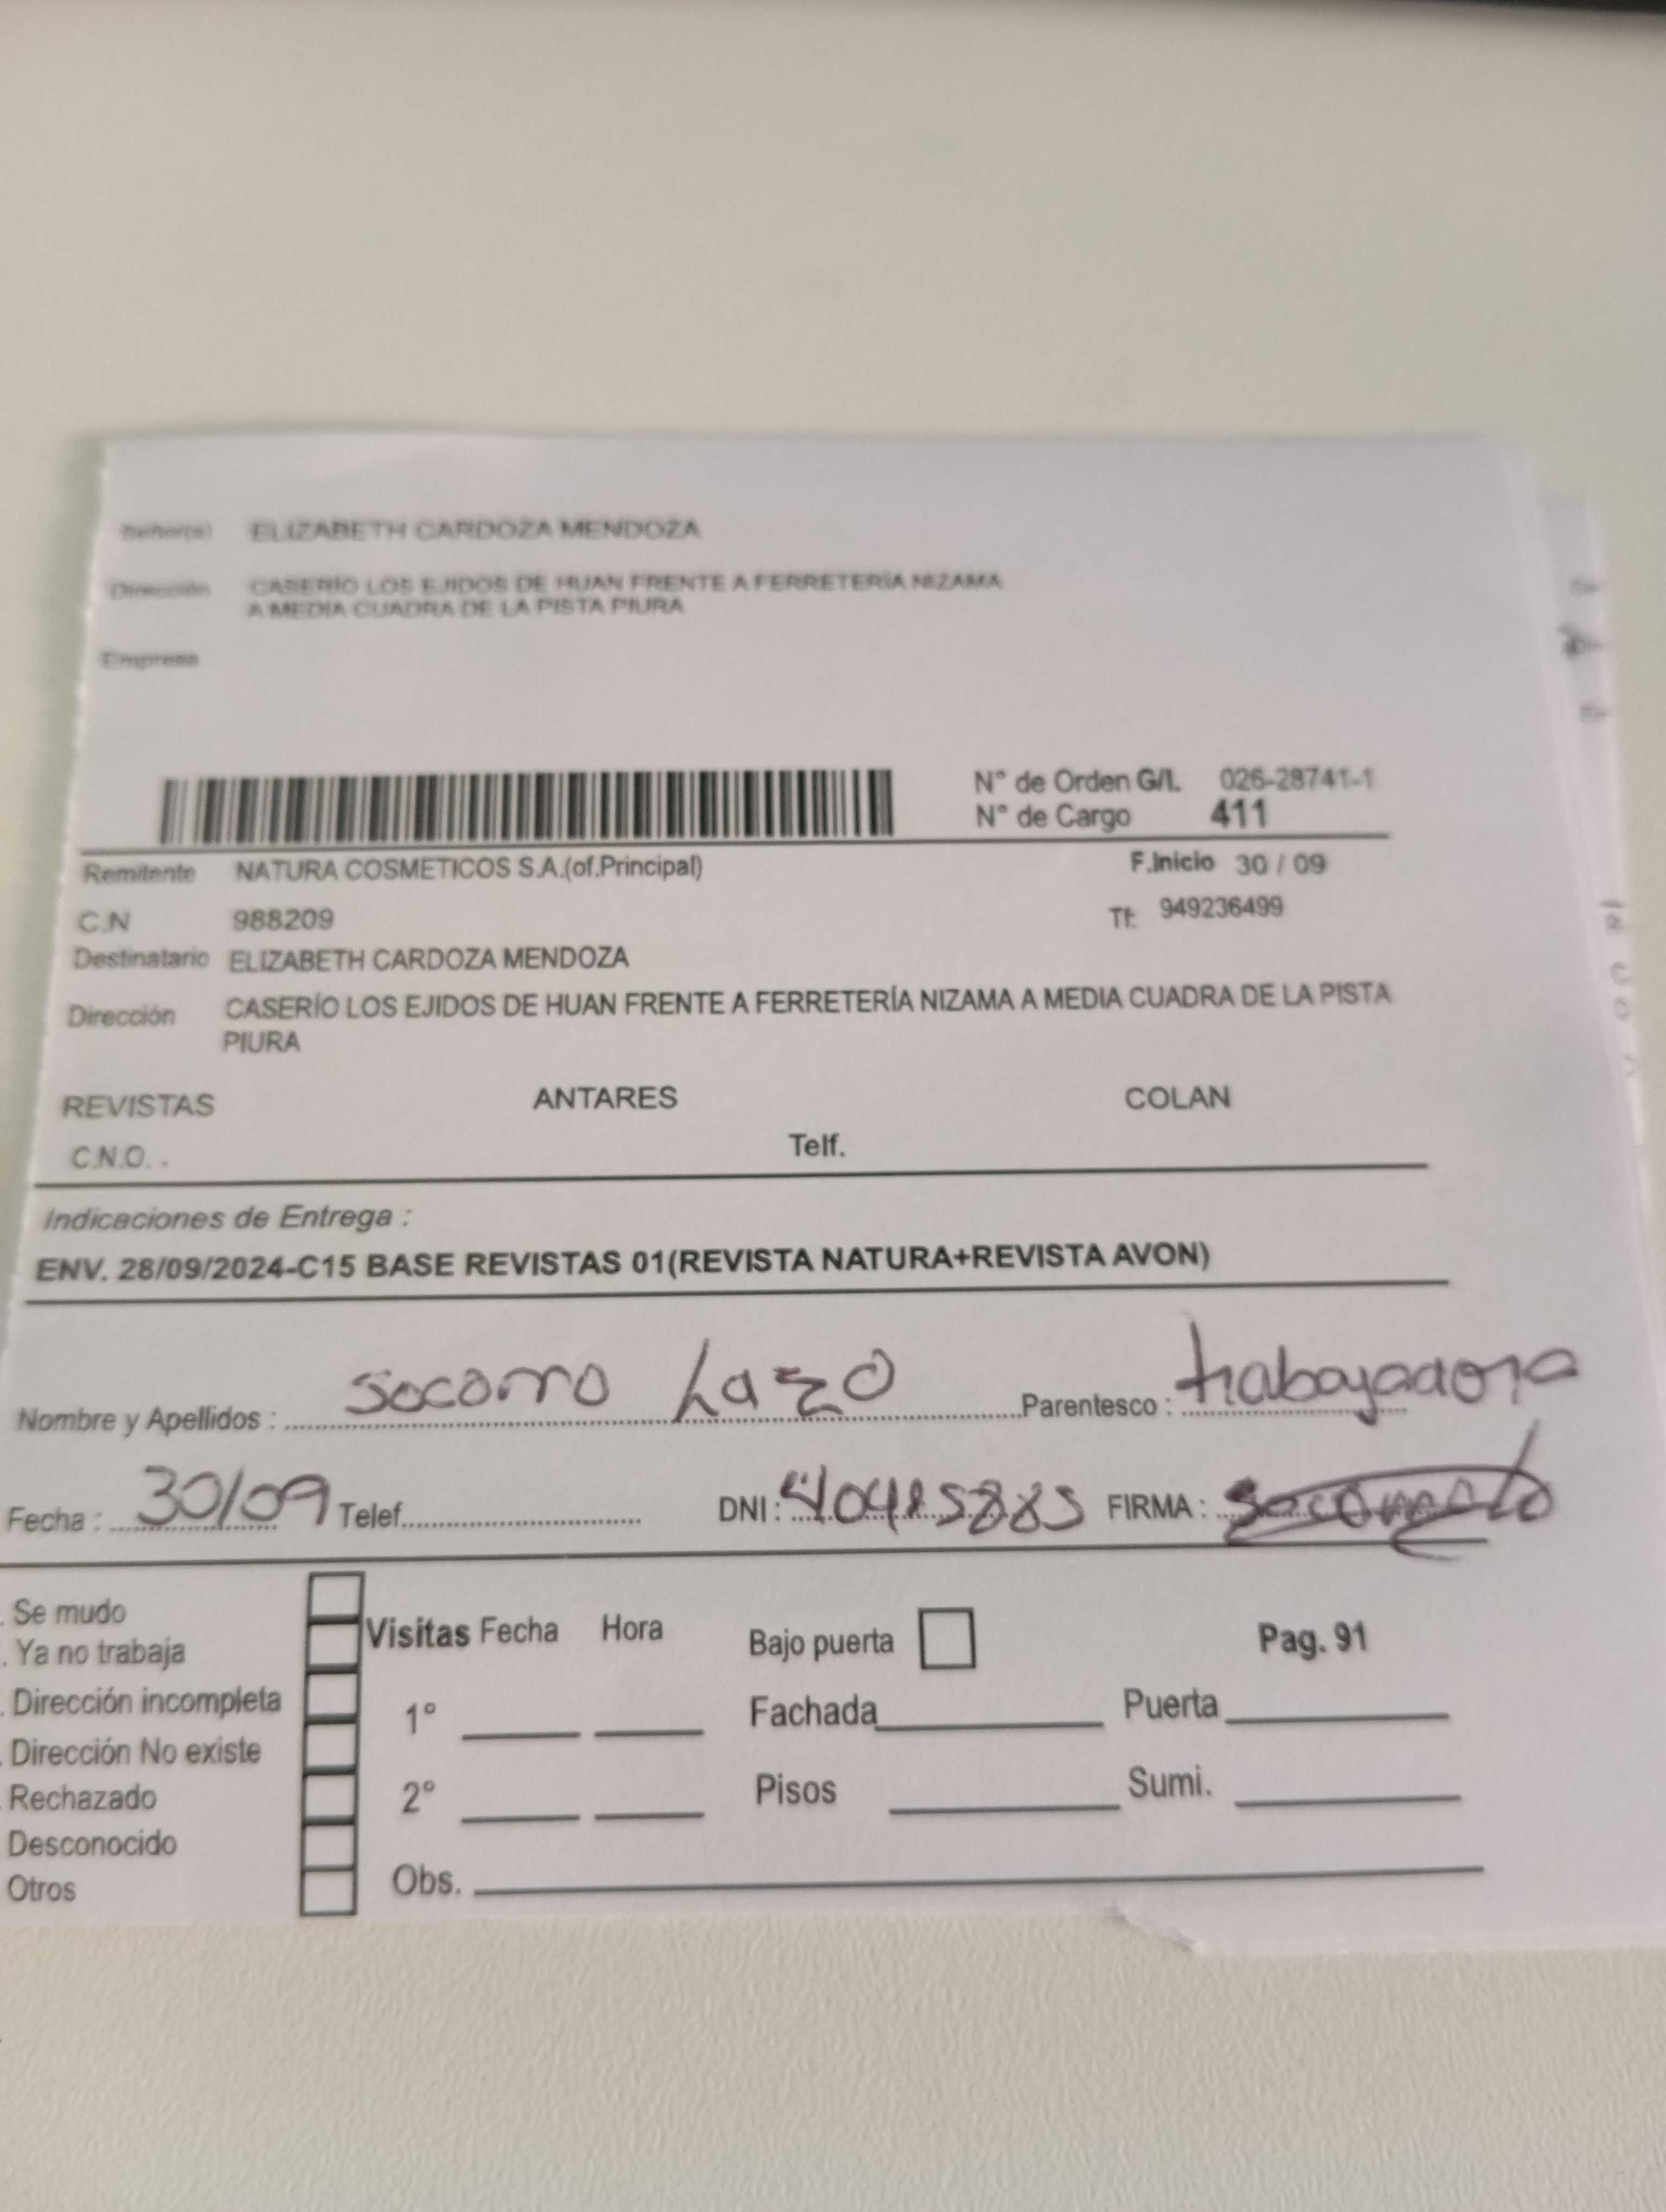 Señor(a) ELIZABETH CARDOZA MENDOZA
Dirección CASERÍO LOS EJIDOS DE HUAN FRENTE A FERRETERÍA NIZAMA
A MEDIA CUADRA DE LA PISTA PIURA
Empresa
N° de Orden G/L 026-28741-1
N° de Cargo 411
Remitente NATURA COSMETICOS S.A.(of.Principal) F.Inicio 30 / 09
C.N 988209 Tf: 949236499
Destinatario ELIZABETH CARDOZA MENDOZA
Dirección CASERÍO LOS EJIDOS DE HUAN FRENTE A FERRETERÍA NIZAMA A MEDIA CUADRA DE LA PISTA
PIURA
REVISTAS ANTARES COLAN
C.N.O. . Telf.
Indicaciones de Entrega :
ENV. 28/09/2024-C15 BASE REVISTAS 01(REVISTA NATURA+REVISTA AVON)
Nombre y Apellidos : Socorro Lazo Parentesco : trabajadora
Fecha : 30/09 Telef. DNI : FIRMA :
. Se mudo
. Ya no trabaja
. Dirección incompleta
. Dirección No existe
. Rechazado
Desconocido
Otros
Visitas Fecha Hora Bajo puerta Pag. 91
1° Fachada Puerta
2° Pisos Sumi.
Obs.